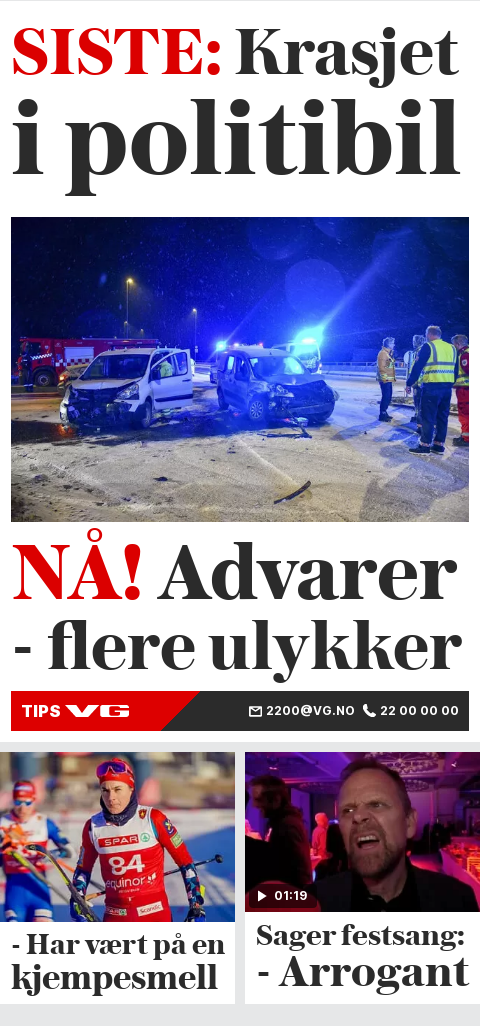 SISTE: Krasjet
i politibil
NÅ! Advarer
- flere ulykker
TIPS VG 2200@VG.NO 22 00 00 00
SPAR
84
equinor
Scandic
01:19
- Har vært på en
kjempesmell
Sager festsang:
- Arrogant